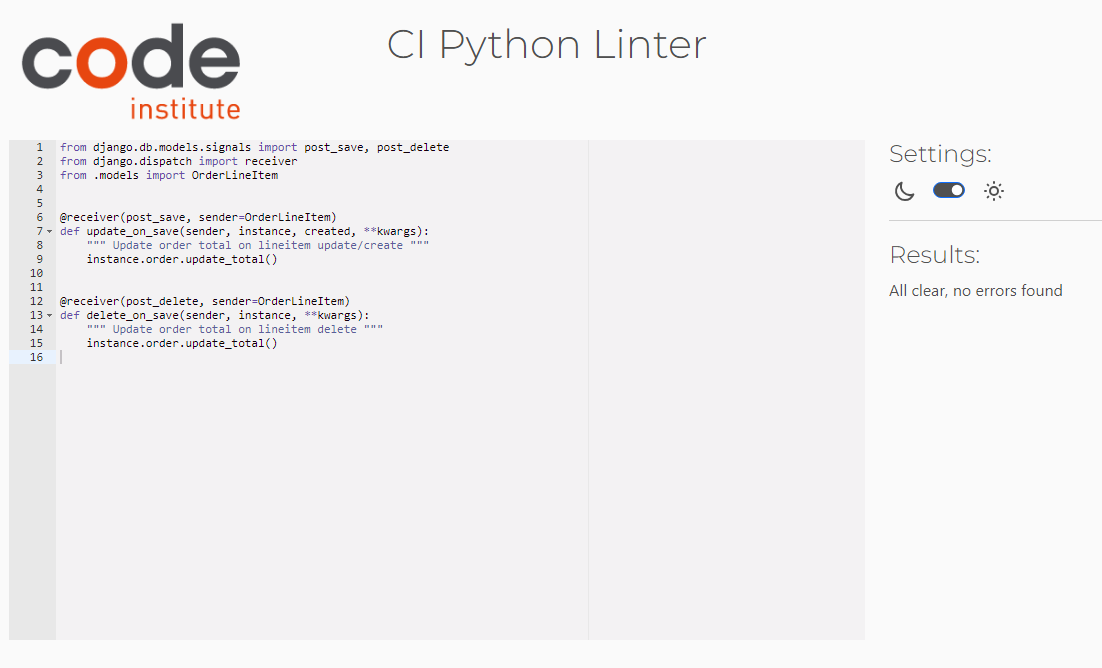 code
institute
CI Python Linter
1 from django.db.models.signals import post_save, post_delete
2 from django.dispatch import receiver
3 from .models import OrderLineItem
4
5
6 @receiver(post_save, sender=OrderLineItem)
7 def update_on_save(sender, instance, created, **kwargs):
8     """ Update order total on lineitem update/create """
9     instance.order.update_total()
10
11
12 @receiver(post_delete, sender=OrderLineItem)
13 def delete_on_save(sender, instance, **kwargs):
14     """ Update order total on lineitem delete """
15     instance.order.update_total()
16
Settings:
Results:
All clear, no errors found